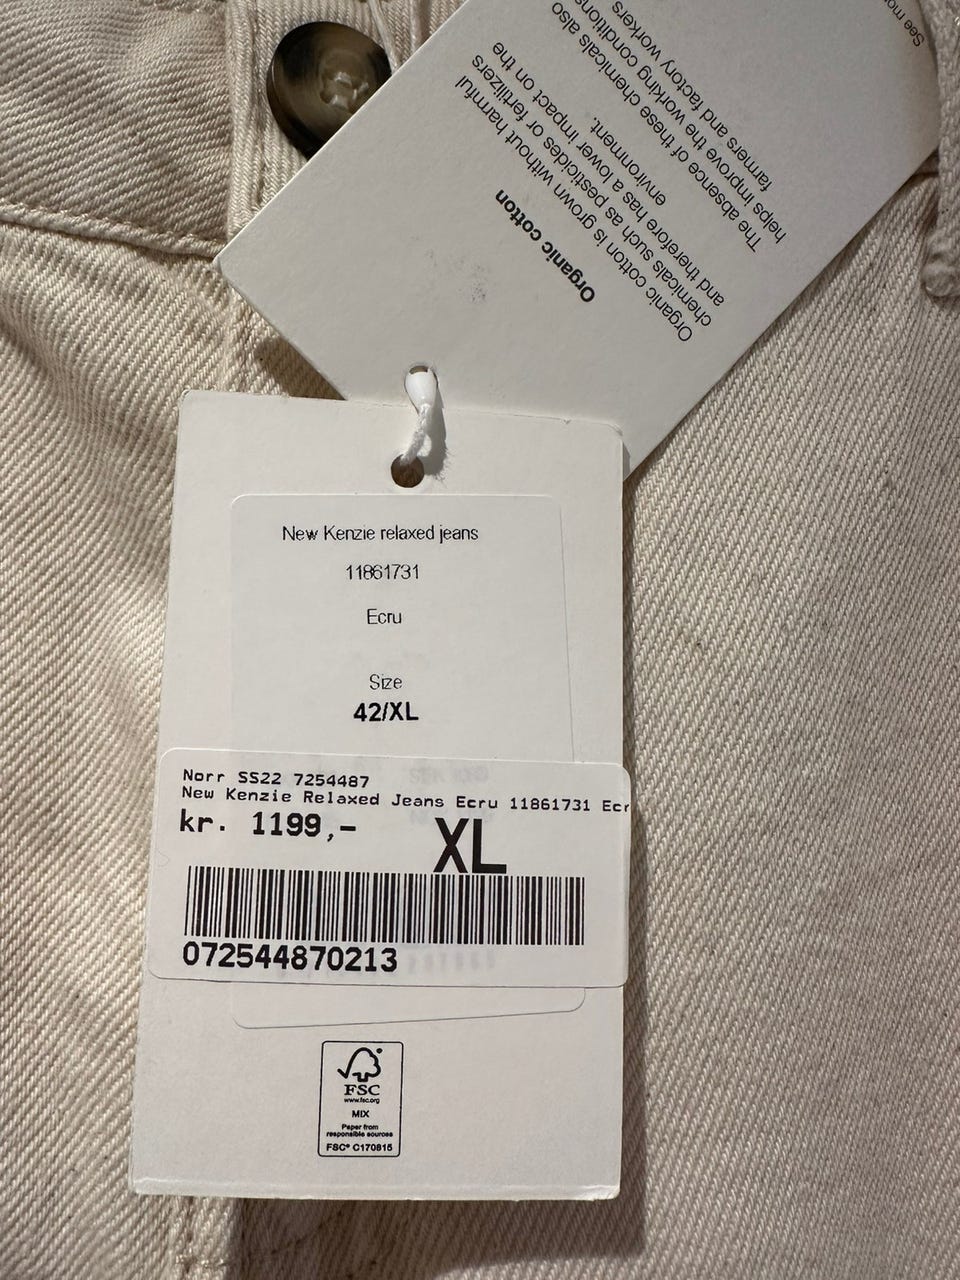 Organic cotton
Organic cotton is grown without harmful
chemicals such as pesticides or fertilizers
and therefore has a lower impact on the
environment.
The absence of these chemicals also
helps improve the working conditions
farmers and factory workers
See
New Kenzie relaxed jeans
11861731
Ecru
Size
42/XL
Norr SS22 7254487
New Kenzie Relaxed Jeans Ecru 11861731 Ecr
kr. 1199,- XL
072544870213
FSC
www.fsc.org
MIX
Paper from
responsible sources
FSC® C170815